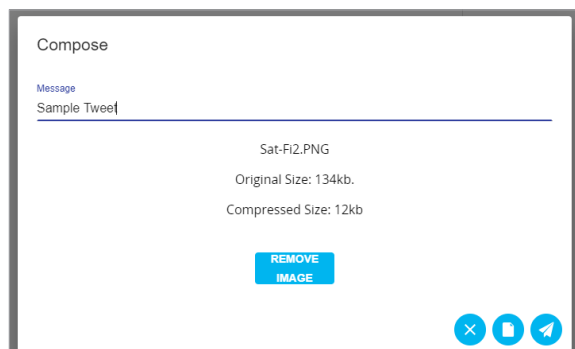 Compose
Message
Sample Tweet
Sat-Fi2.PNG
Original Size: 134kb.
Compressed Size: 12kb
REMOVE
IMAGE